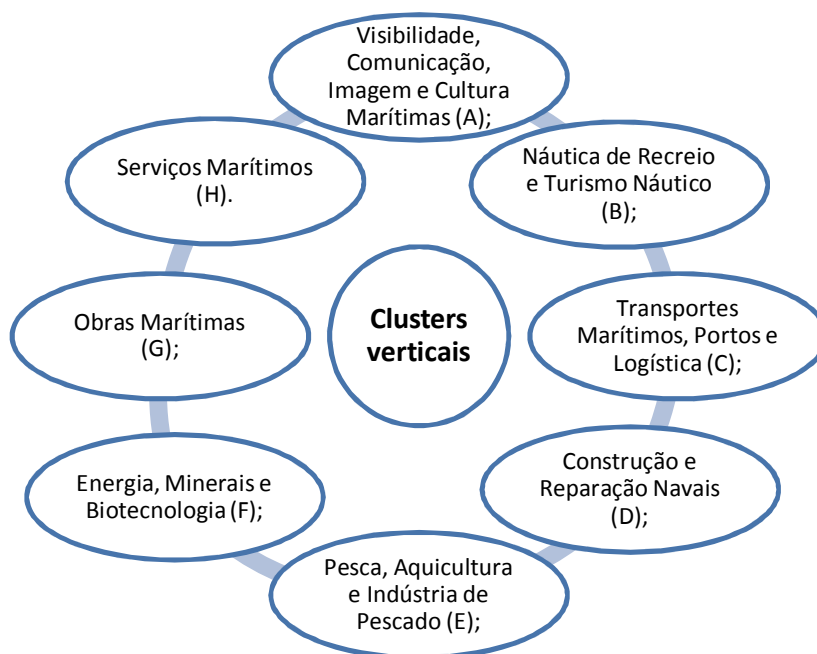 Visibilidade,
Comunicação,
Imagem e Cultura
Marítimas (A);
Náutica de Recreio
e Turismo Náutico
(B);
Transportes
Marítimos, Portos e
Logística (C);
Construção e
Reparação Navais
(D);
Pesca, Aquicultura
e Indústria de
Pescado (E);
Energia, Minerais e
Biotecnologia (F);
Obras Marítimas
(G);
Serviços Marítimos
(H).
Clusters
verticais